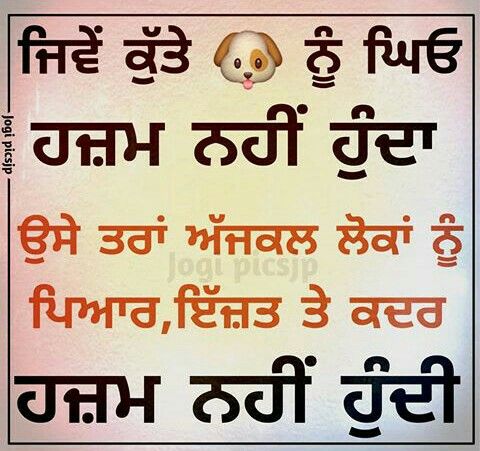 ਜਿਵੇਂ ਕੁੱਤੇ 🐶 ਨੂੰ ਘਿਓ
ਹਜ਼ਮ ਨਹੀਂ ਹੁੰਦਾ
ਉਸੇ ਤਰਾਂ ਅੱਜਕਲ ਲੋਕਾਂ ਨੂੰ
ਪਿਆਰ,ਇੱਜ਼ਤ ਤੇ ਕਦਰ
ਹਜ਼ਮ ਨਹੀਂ ਹੁੰਦੀ
Jogi picsjp
Jogi picsjp